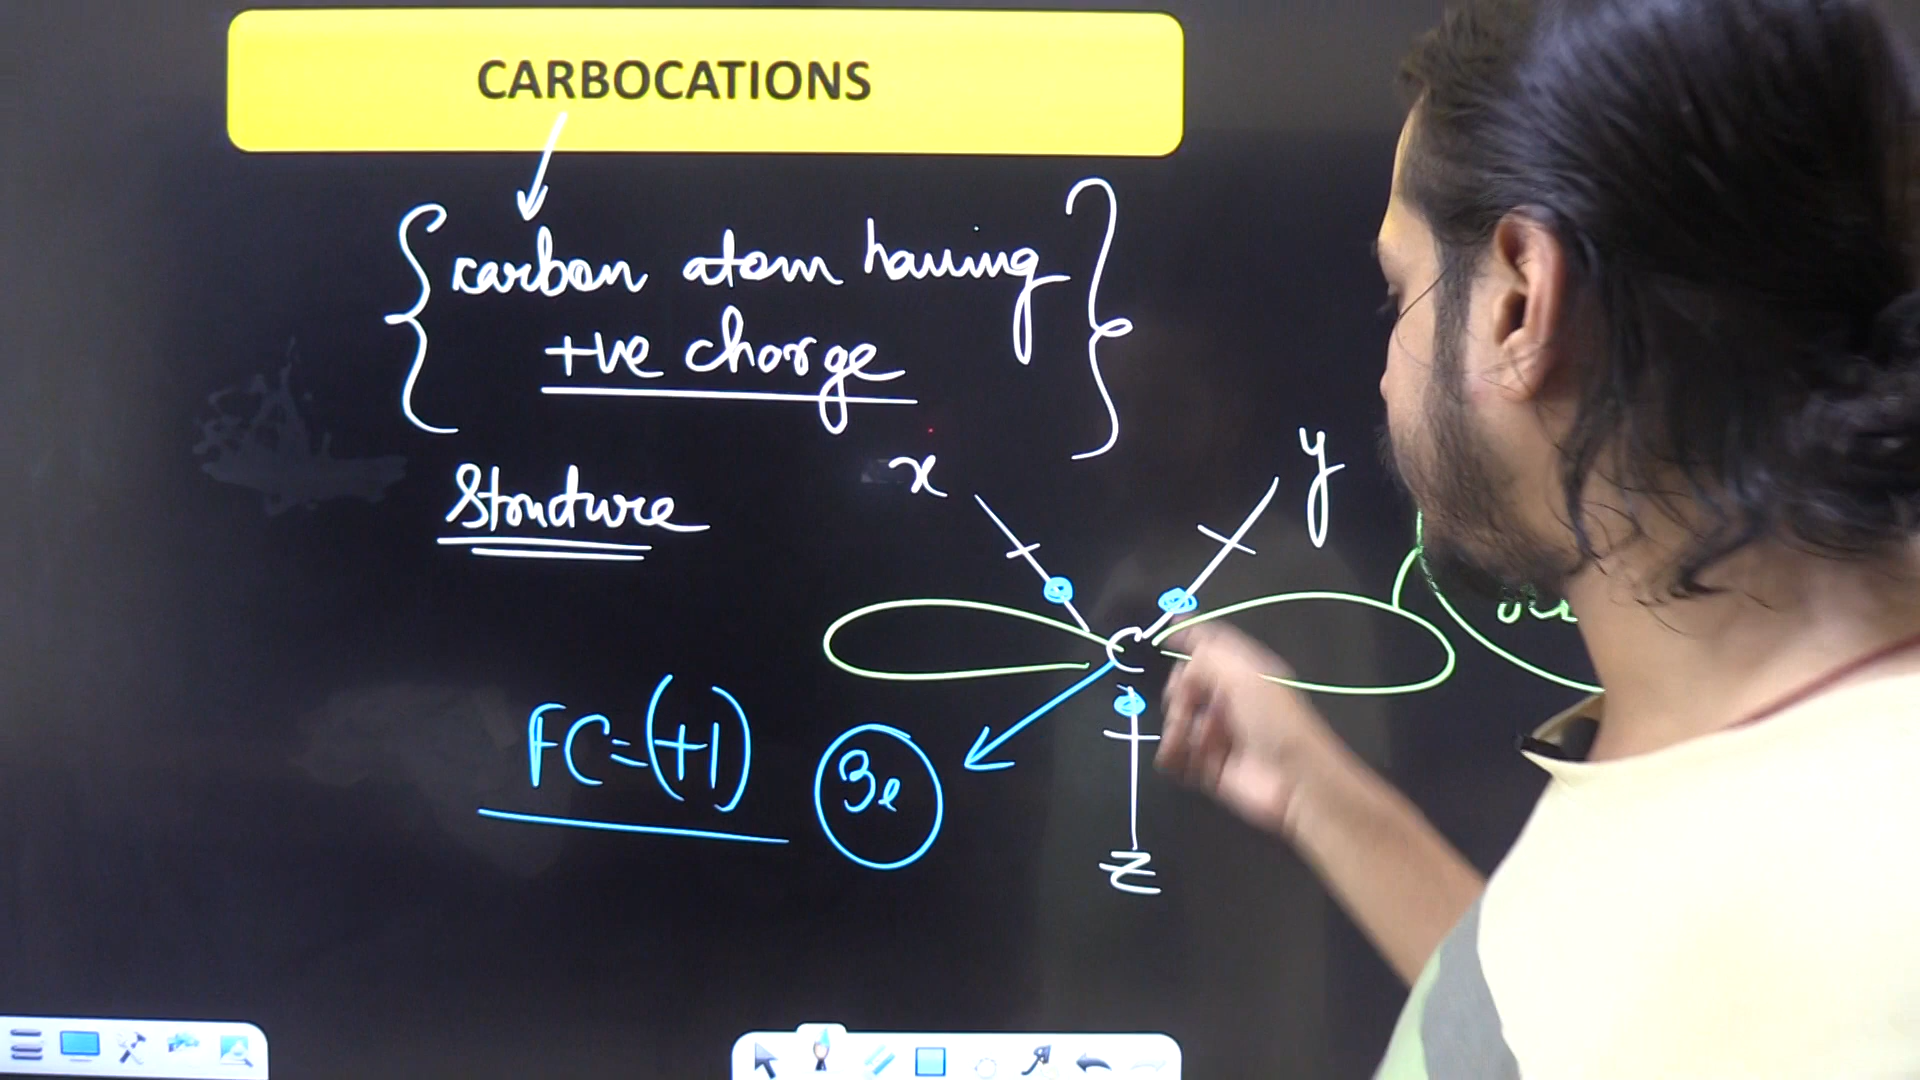 CARBOCATIONS
carbon atom having
+ve charge
Structure
x
y
C
FC=(+1)
3e
z